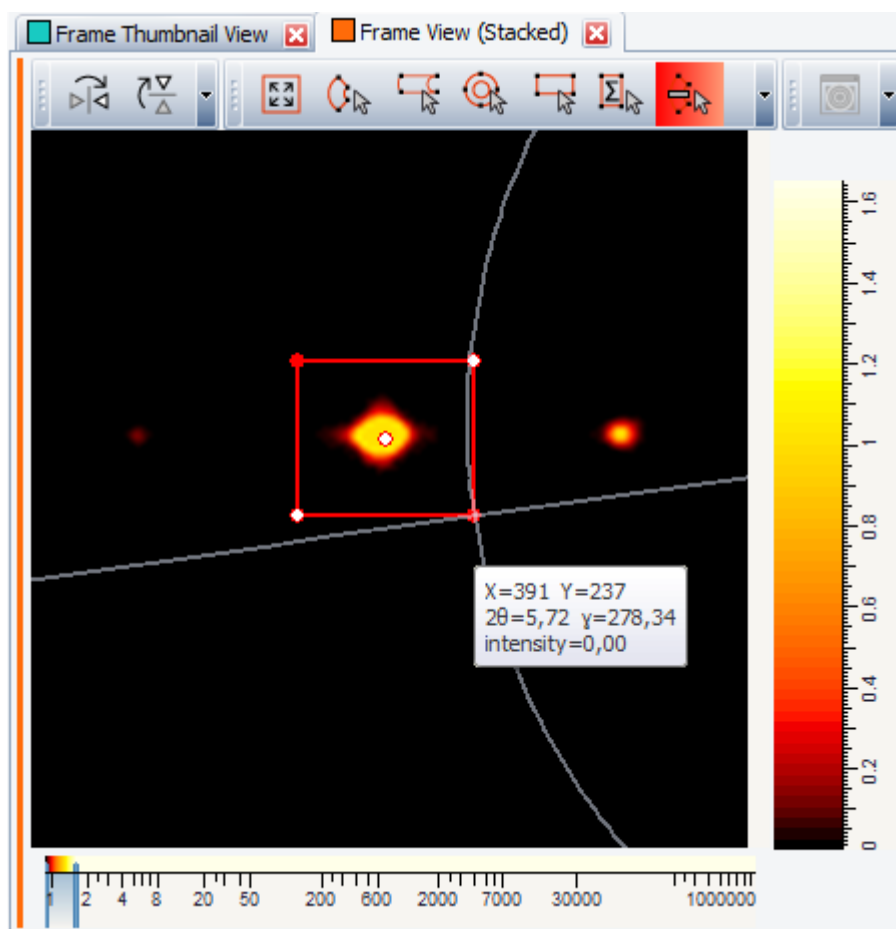 Frame Thumbnail View
Frame View (Stacked)
Σ
1.6
1.4
1.2
1
0.8
0.6
0.4
0.2
0
X=391 Y=237
2θ=5,72 γ=278,34
intensity=0,00
1 2 4 8 20 50 200 600 2000 7000 30000 1000000